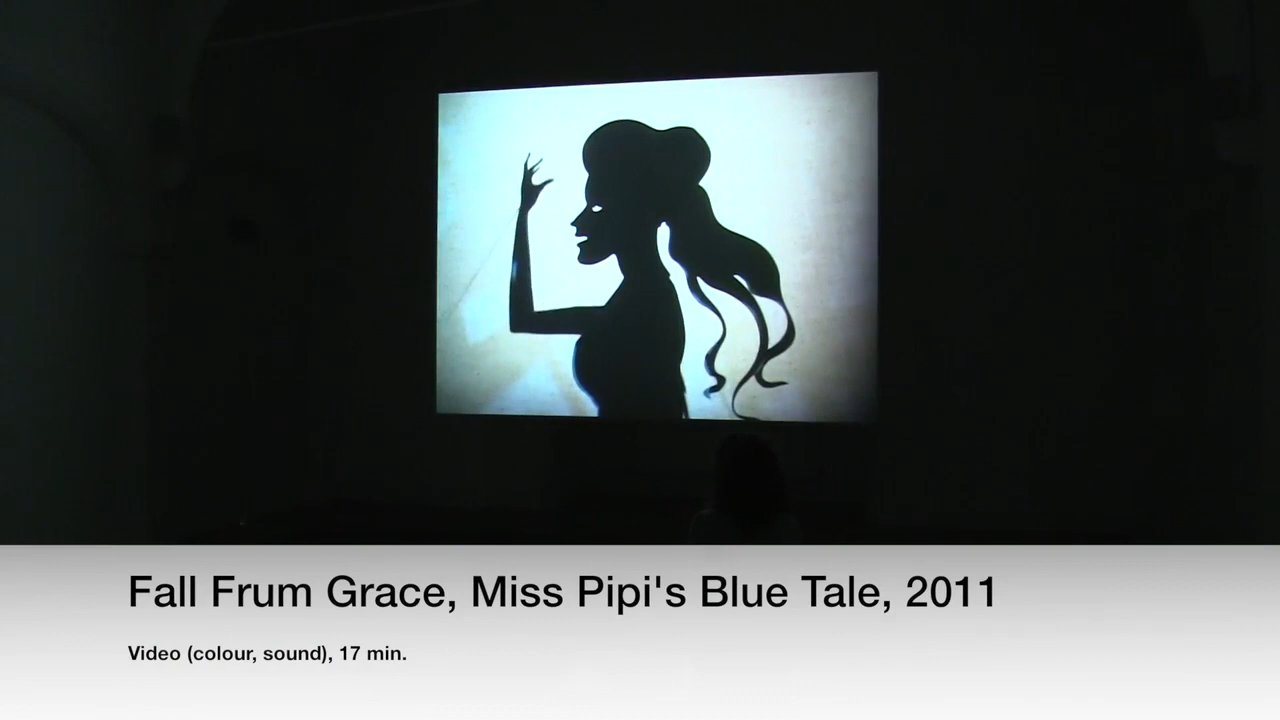 Fall Frum Grace, Miss Pipi's Blue Tale, 2011
Video (colour, sound), 17 min.